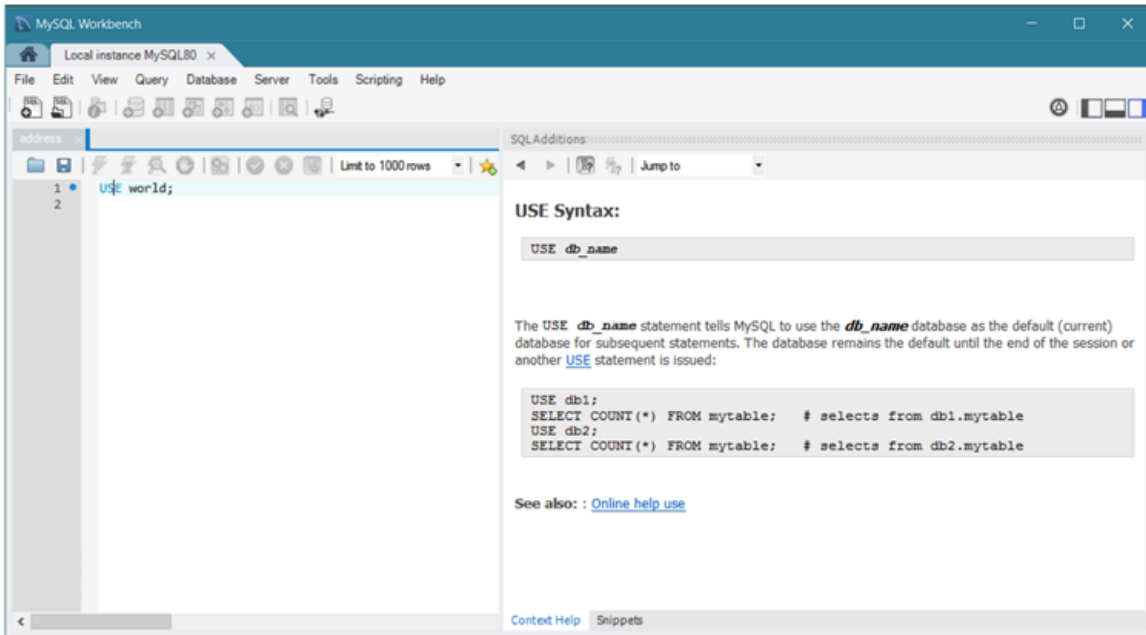 MySQL Workbench
Local instance MySQL80
File Edit View Query Database Server Tools Scripting Help
address
SQLAdditions
Limit to 1000 rows
Jump to
1 USE world;
2
USE Syntax:
USE db_name
The USE db_name statement tells MySQL to use the db_name database as the default (current)
database for subsequent statements. The database remains the default until the end of the session or
another USE statement is issued:
USE db1;
SELECT COUNT(*) FROM mytable;   # selects from db1.mytable
USE db2;
SELECT COUNT(*) FROM mytable;   # selects from db2.mytable
See also: : Online help use
Context Help Snippets